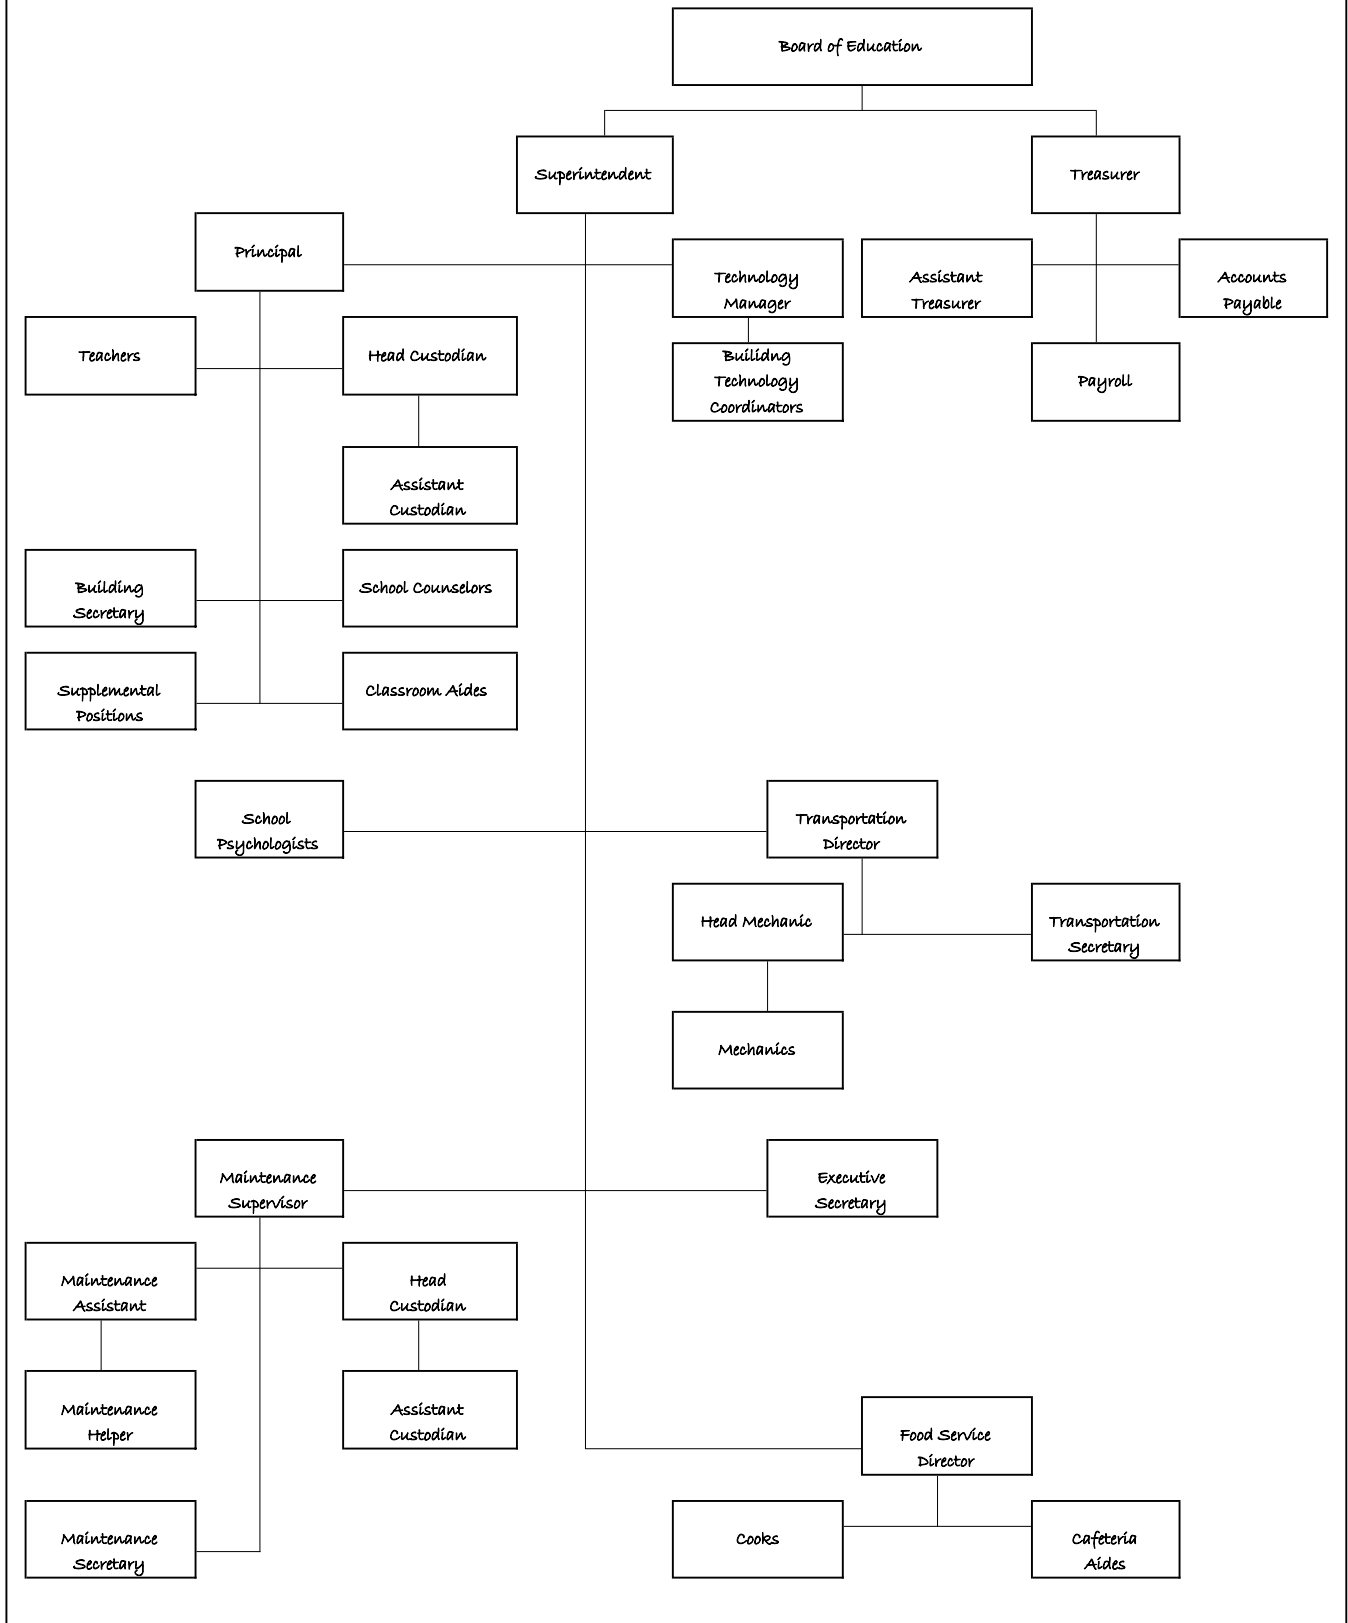 Board of Education
Superintendent
Treasurer
Principal
Technology
Manager
Assistant
Treasurer
Accounts
Payable
Teachers
Head Custodian
Builidng
Technology
Coordinators
Payroll
Assistant
Custodian
Building
Secretary
School Counselors
Supplemental
Positions
Classroom Aides
School
Psychologists
Transportation
Director
Head Mechanic
Transportation
Secretary
Mechanics
Maintenance
Supervisor
Executive
Secretary
Maintenance
Assistant
Head
Custodian
Maintenance
Helper
Assistant
Custodian
Food Service
Director
Maintenance
Secretary
Cooks
Cafeteria
Aides